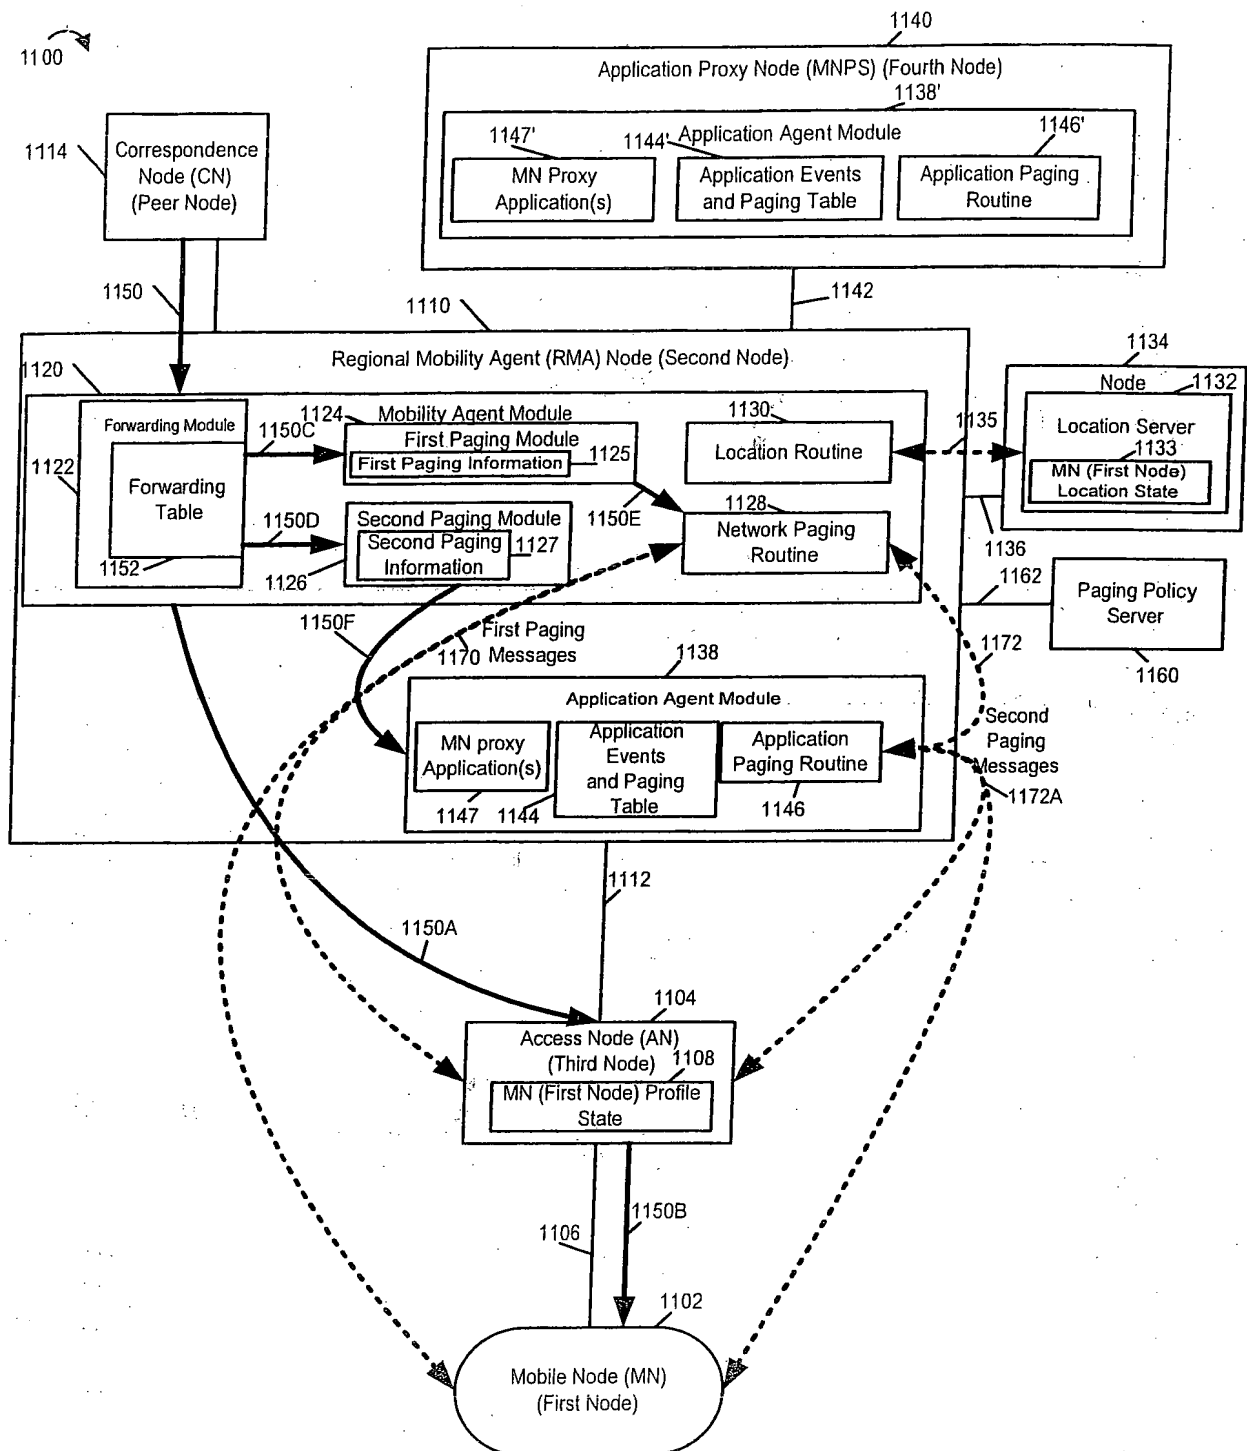 1100
1140
Application Proxy Node (MNPS) (Fourth Node)
1138'
Application Agent Module
1147'
1144'
1146'
MN Proxy
Application(s)
Application Events
and Paging Table
Application Paging
Routine
1114
Correspondence
Node (CN)
(Peer Node)
1150
1142
1110
Regional Mobility Agent (RMA) Node (Second Node)
1134
Node
1132
Location Server
1133
MN (First Node)
Location State
1120
Mobility Agent Module
Forwarding Module
1122
Forwarding
Table
1152
1150C
1124
First Paging Module
First Paging Information
1125
1130
Location Routine
1135
1150D
Second Paging Module
Second Paging
Information
1127
1126
1150E
1128
Network Paging
Routine
1136
1162
Paging Policy
Server
1160
1150F
First Paging
Messages
1170
1138
1172
Application Agent Module
MN proxy
Application(s)
1147
Application
Events
and Paging
Table
1144
Application
Paging Routine
1146
Second
Paging
Messages
1172A
1112
1150A
1104
Access Node (AN)
(Third Node)
1108
MN (First Node) Profile
State
1150B
1106
1102
Mobile Node (MN)
(First Node)